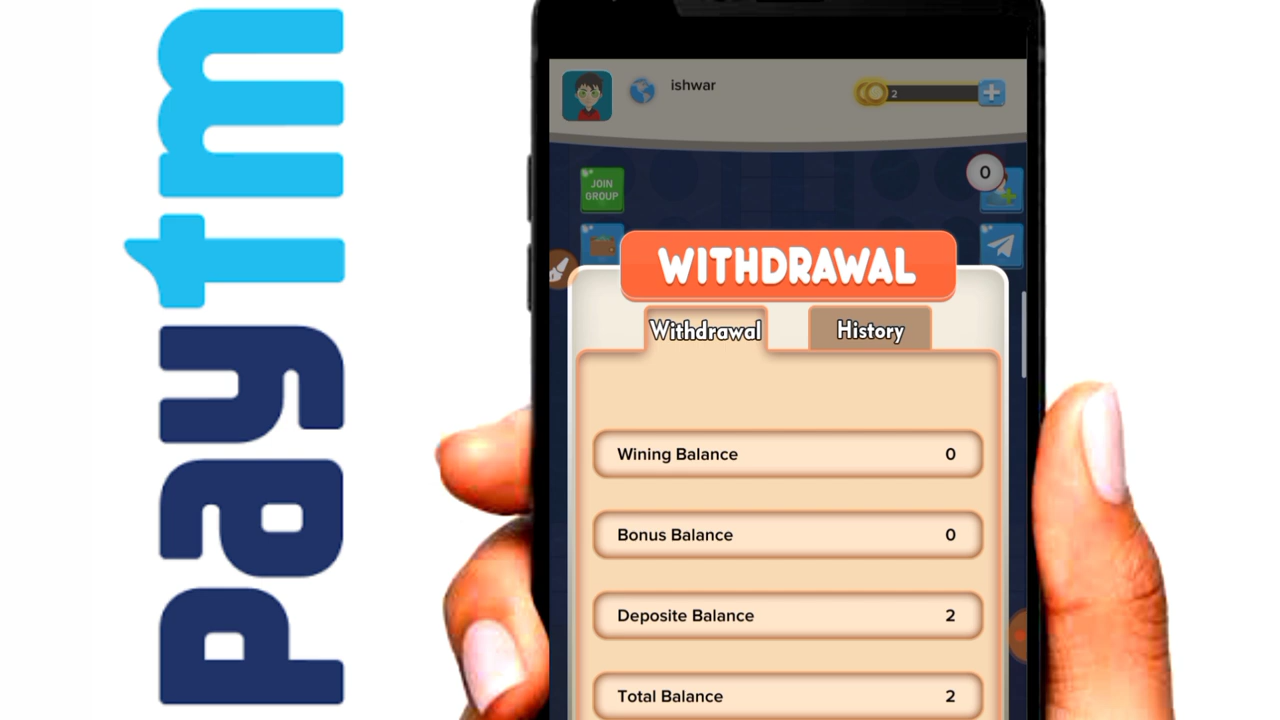 paytm
ishwar
2
JOIN
GROUP
0
WITHDRAWAL
Withdrawal
History
Wining Balance 0
Bonus Balance 0
Deposite Balance 2
Total Balance 2